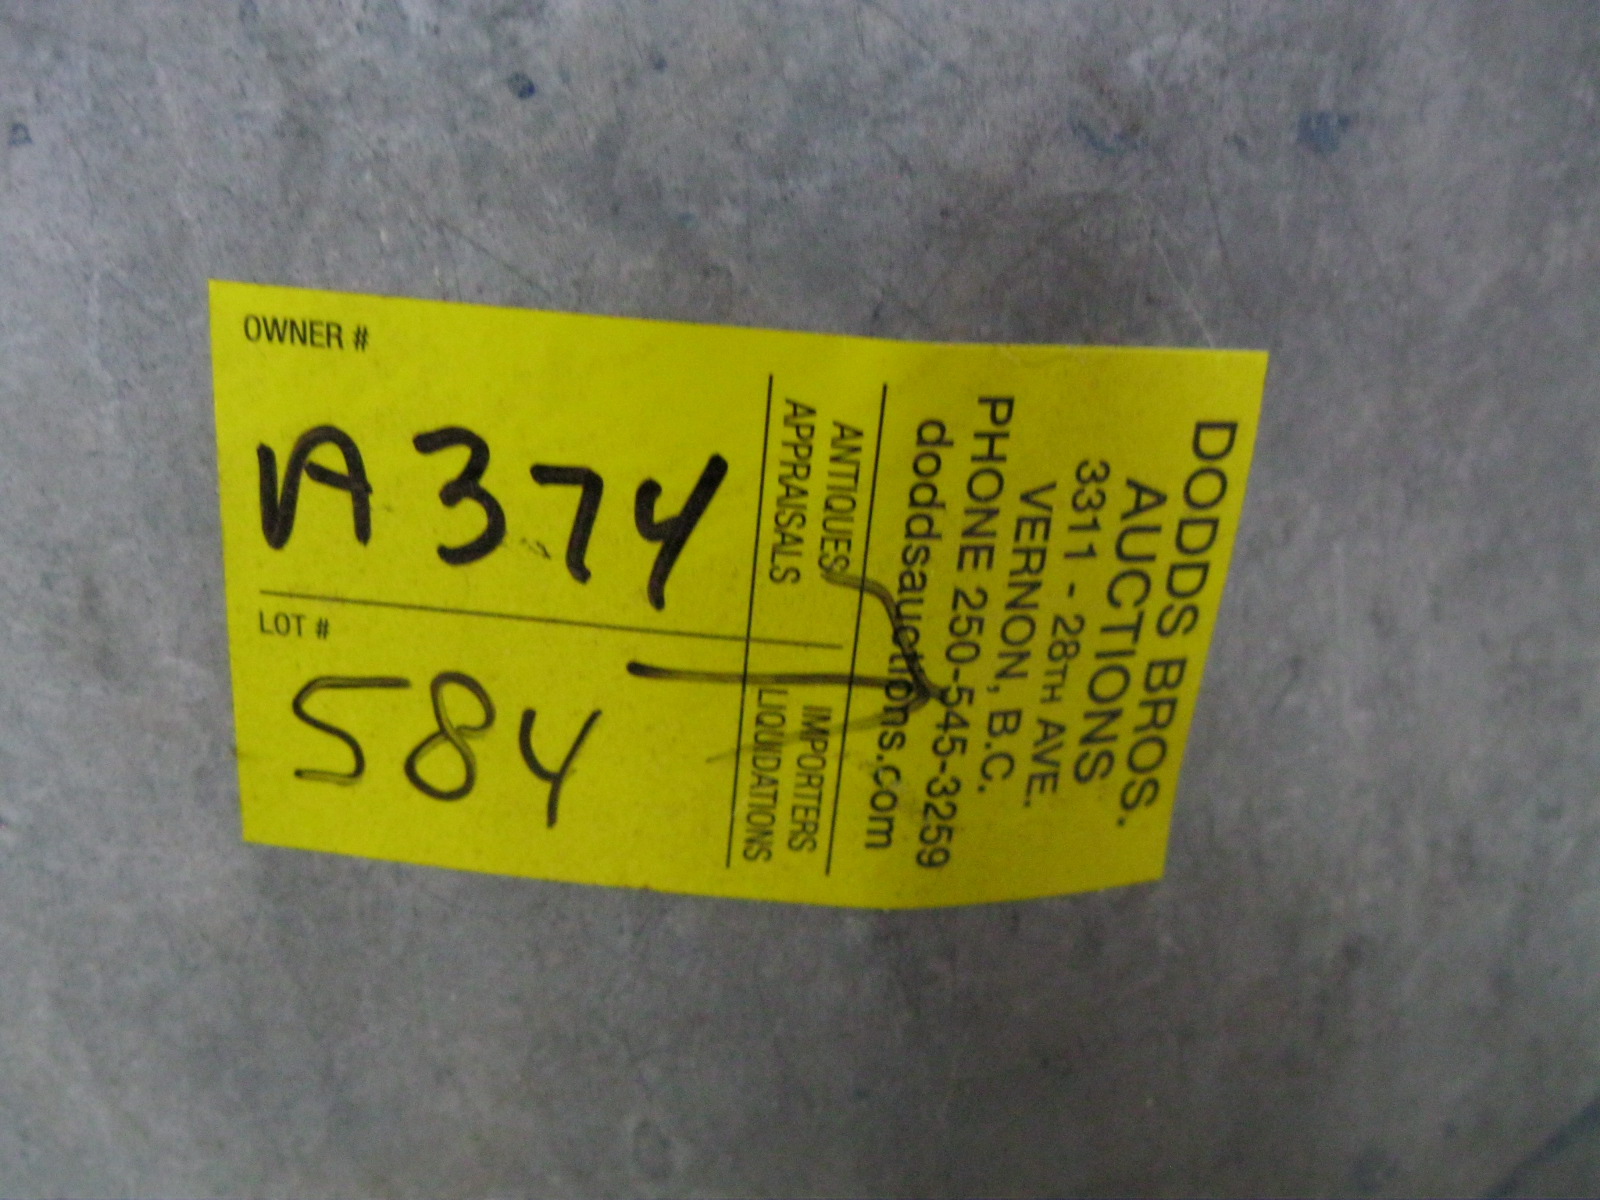 OWNER #
A374
LOT #
584
DODDS BROS.
AUCTIONS
3311 - 28TH AVE.
VERNON, B.C.
PHONE 250-545-3259
doddsauctions.com
ANTIQUES IMPORTERS
APPRAISALS LIQUIDATIONS